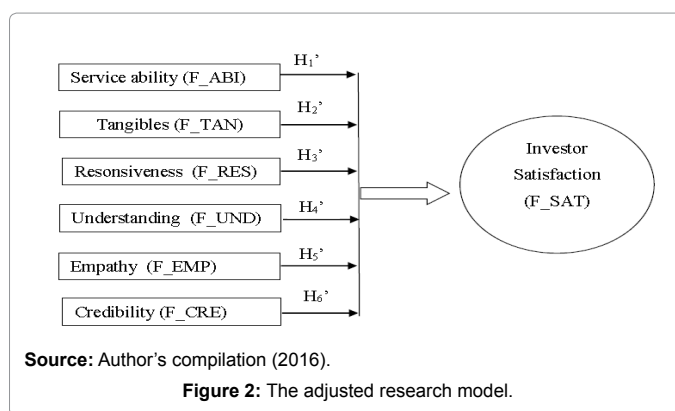 H₁’
Service ability (F_ABI)
H₂’
Tangibles (F_TAN)
H₃’
Resonsiveness (F_RES)
H₄’
Understanding (F_UND)
H₅’
Empathy (F_EMP)
H₆’
Credibility (F_CRE)
Investor
Satisfaction
(F_SAT)
Source: Author’s compilation (2016).
Figure 2: The adjusted research model.